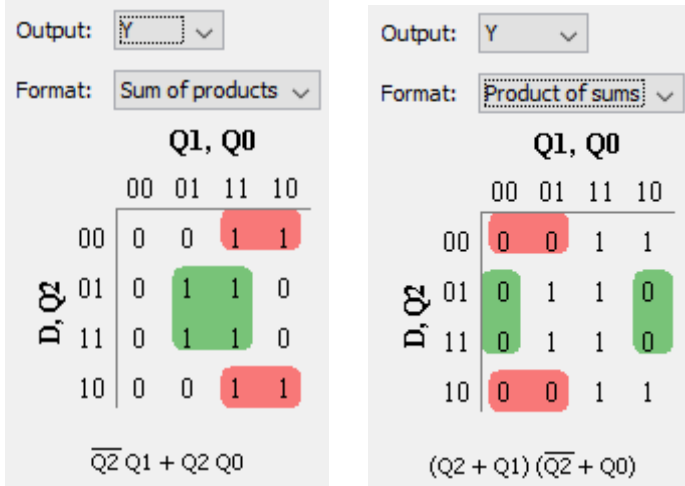 Output: Y
Format: Sum of products
Q1, Q0
00 01 11 10
D, Q2
00 0 0 1 1
01 0 1 1 0
11 0 1 1 0
10 0 0 1 1
Q̅2̅ Q1 + Q2 Q0
Output: Y
Format: Product of sums
Q1, Q0
00 01 11 10
D, Q2
00 0 0 1 1
01 0 1 1 0
11 0 1 1 0
10 0 0 1 1
(Q2 + Q1) (Q̅2̅ + Q0)